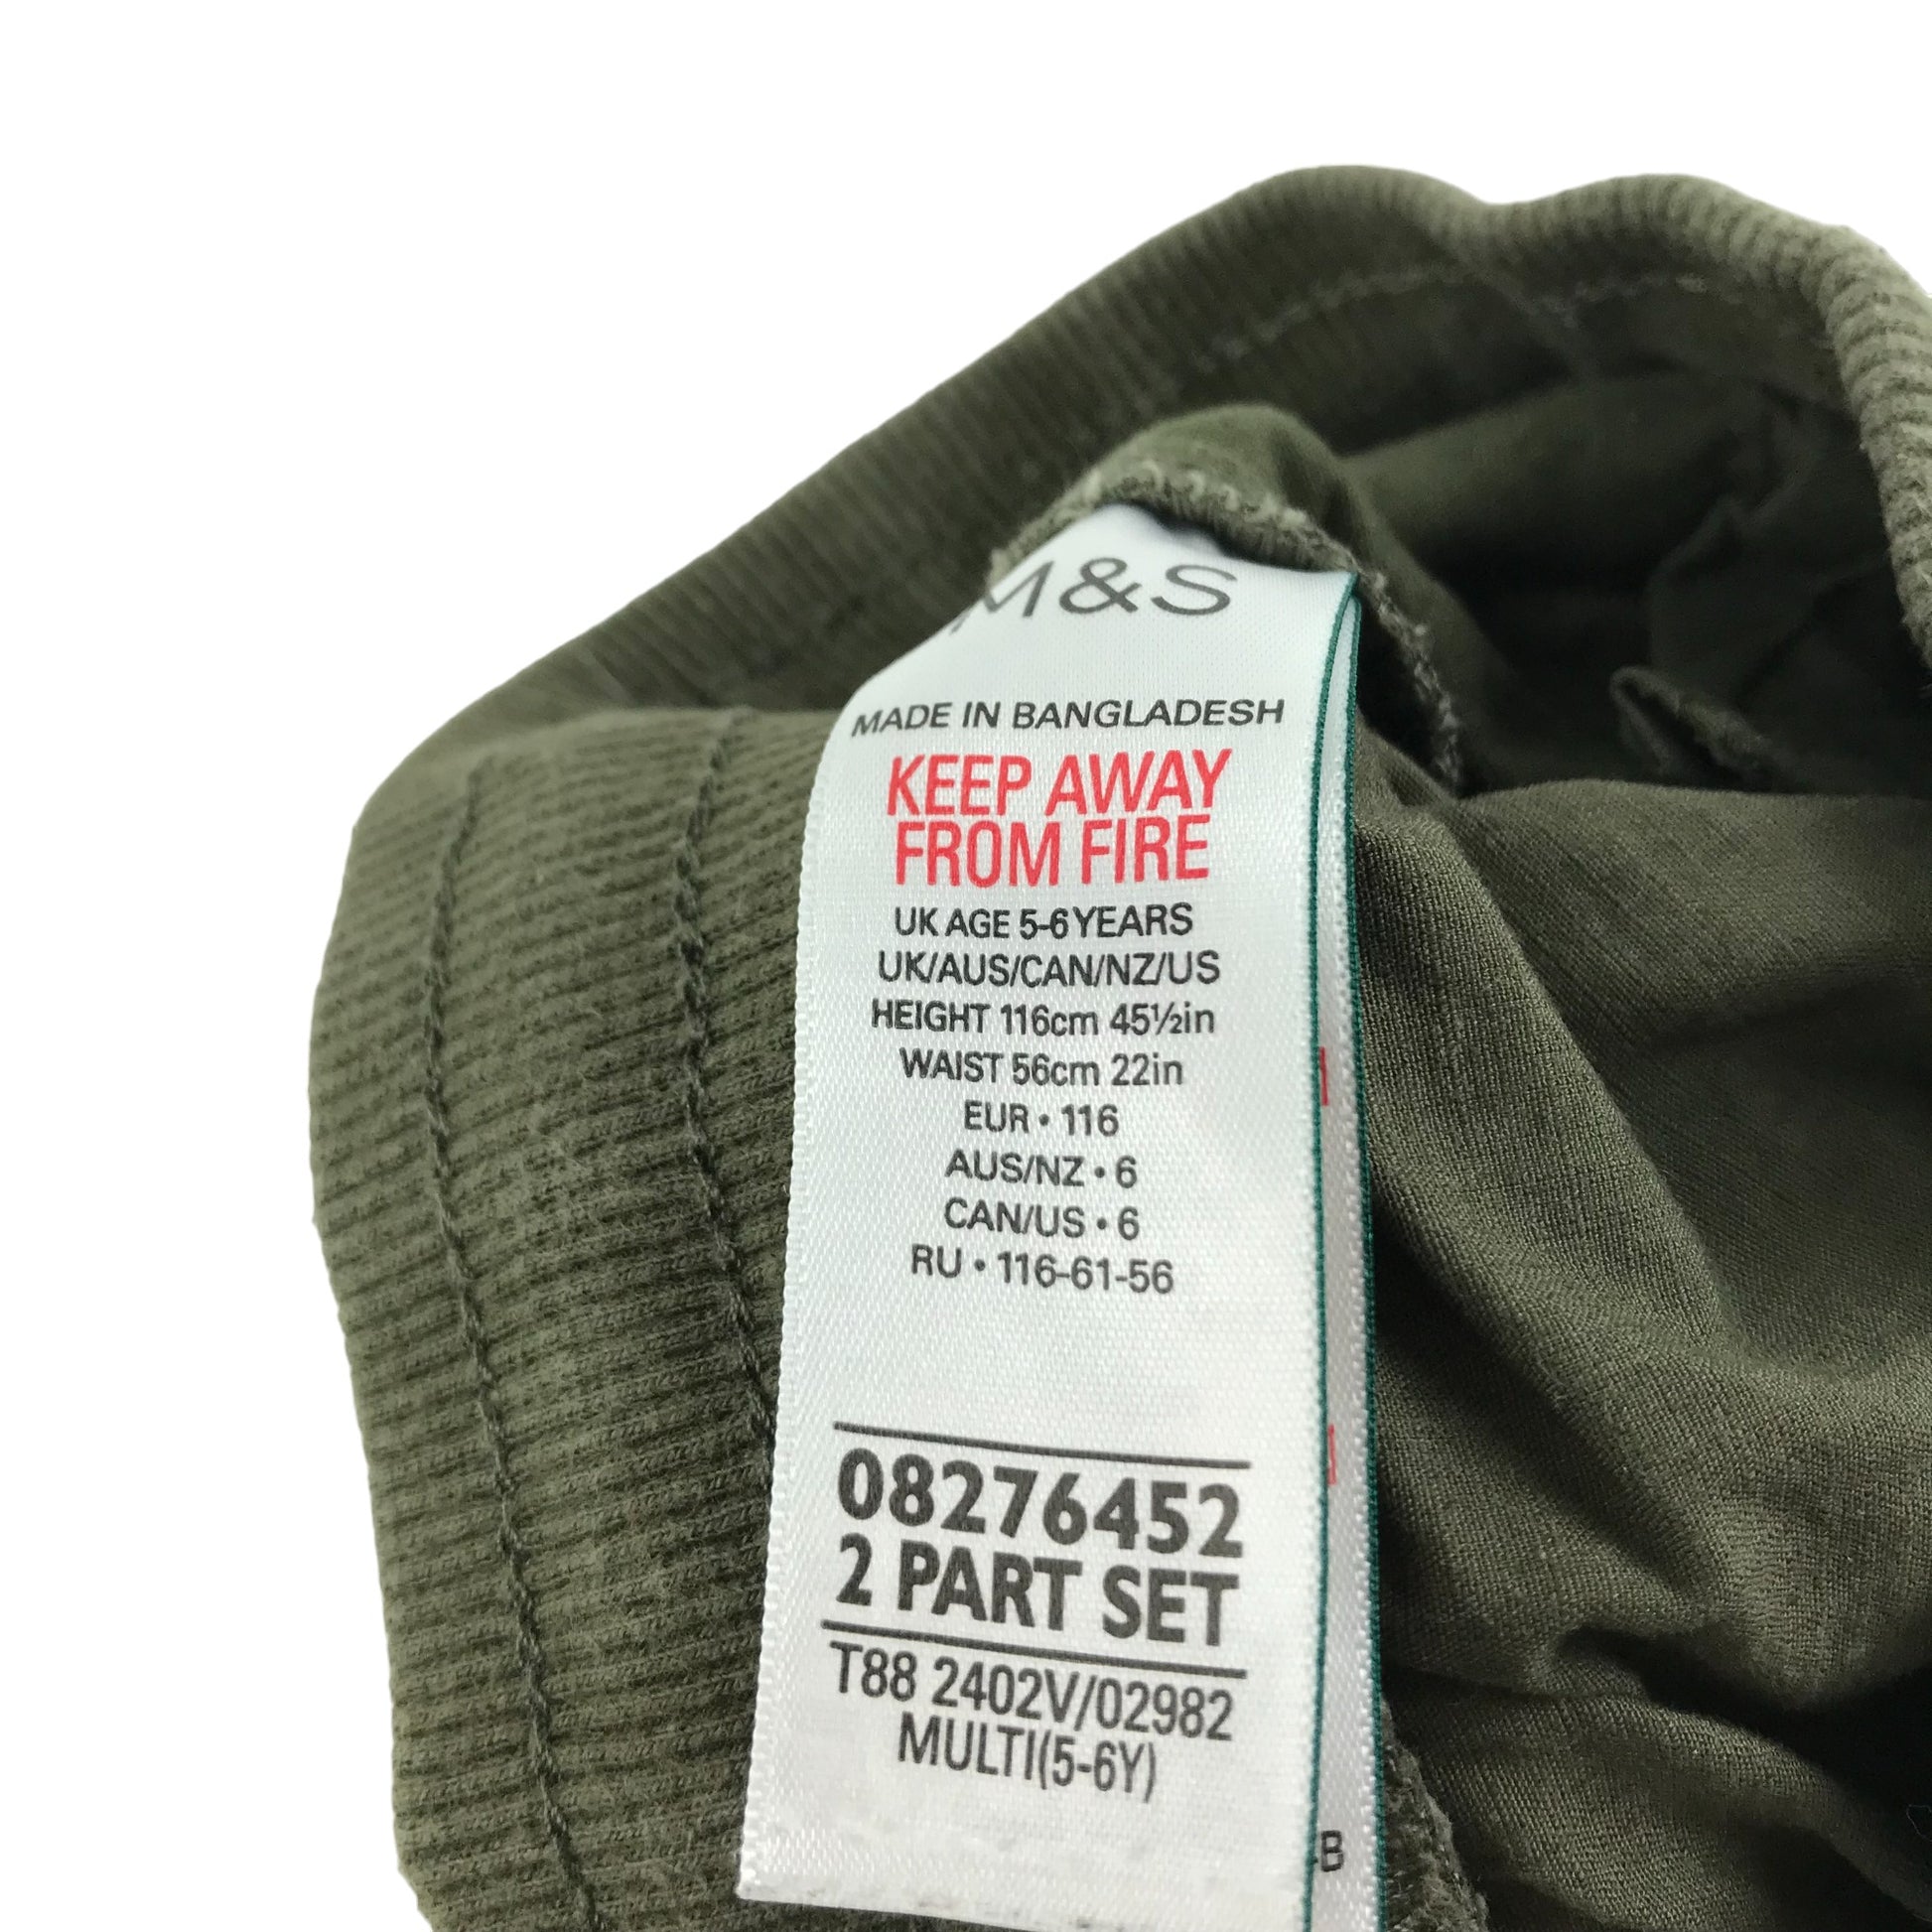 M&S
MADE IN BANGLADESH
KEEP AWAY
FROM FIRE
UK AGE 5-6 YEARS
UK/AUS/CAN/NZ/US
HEIGHT 116cm 45½in
WAIST 56cm 22in
EUR • 116
AUS/NZ • 6
CAN/US • 6
RU • 116-61-56
08276452
2 PART SET
T88 2402V/02982
MULTI(5-6Y)
B